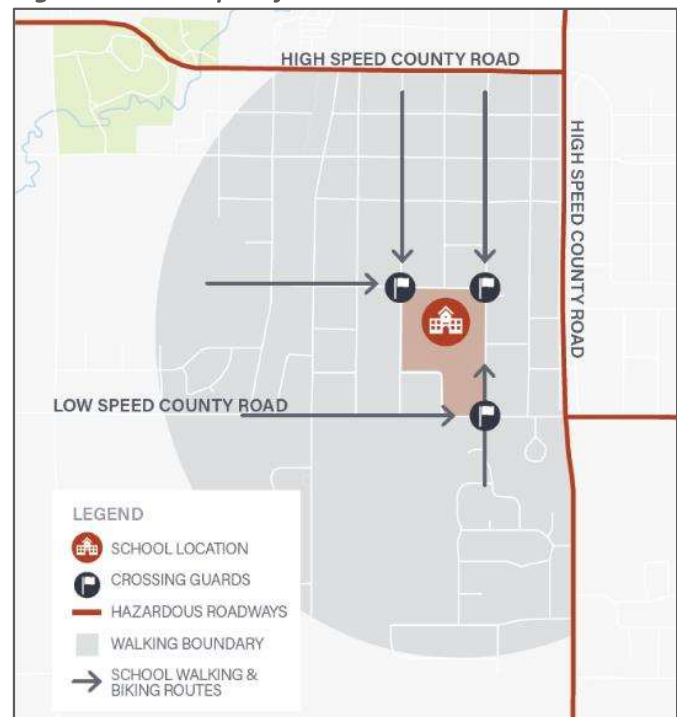 HIGH SPEED COUNTY ROAD
HIGH SPEED COUNTY ROAD
LOW SPEED COUNTY ROAD
LEGEND
SCHOOL LOCATION
CROSSING GUARDS
HAZARDOUS ROADWAYS
WALKING BOUNDARY
SCHOOL WALKING &
BIKING ROUTES